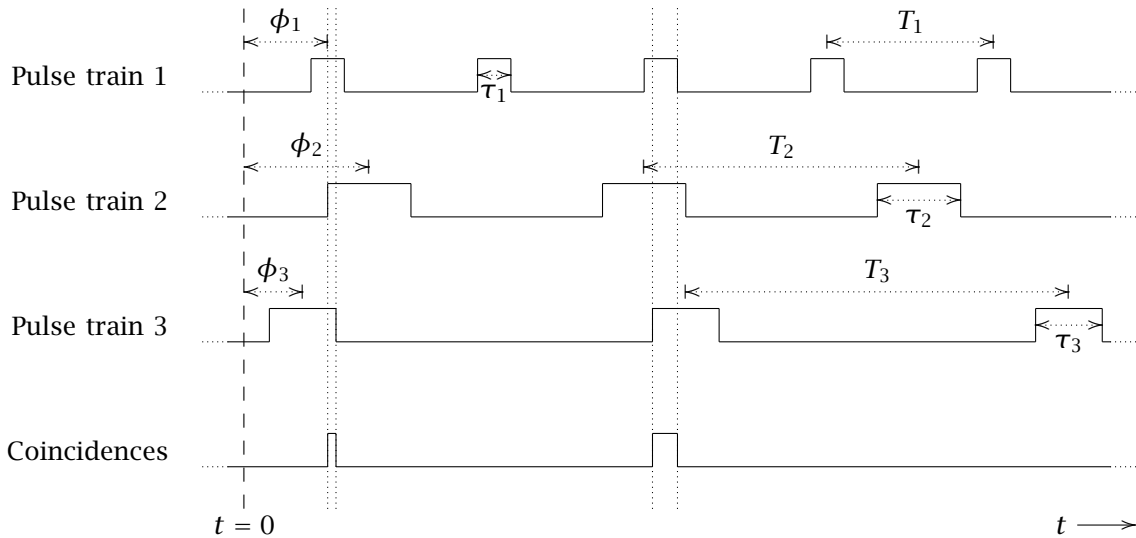 ϕ1 T1
Pulse train 1
τ1
ϕ2 T2
Pulse train 2
τ2
ϕ3 T3
Pulse train 3
τ3
Coincidences
t = 0 t